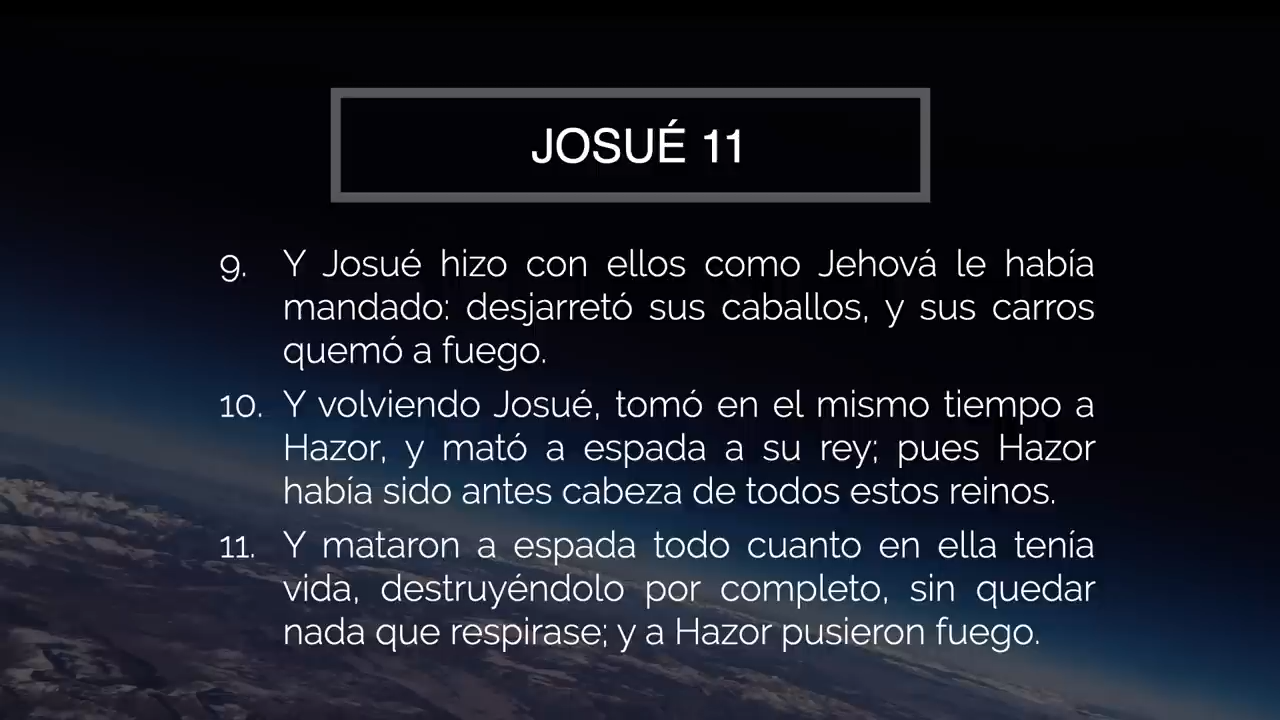 JOSUÉ 11
9. Y Josué hizo con ellos como Jehová le había
mandado: desjarretó sus caballos, y sus carros
quemó a fuego.
10. Y volviendo Josué, tomó en el mismo tiempo a
Hazor, y mató a espada a su rey; pues Hazor
había sido antes cabeza de todos estos reinos.
11. Y mataron a espada todo cuanto en ella tenía
vida, destruyéndolo por completo, sin quedar
nada que respirase; y a Hazor pusieron fuego.